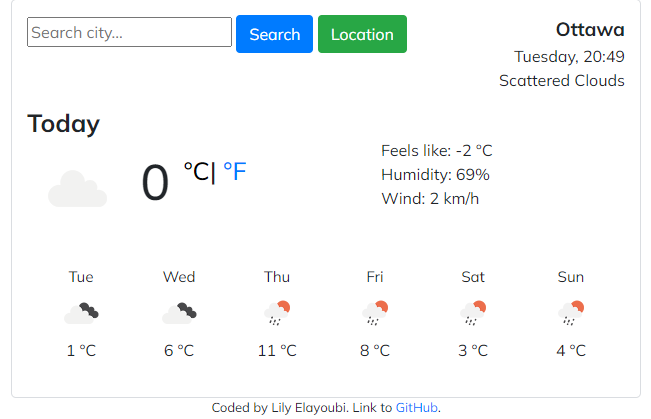 Search city...
Search
Location
Ottawa
Tuesday, 20:49
Scattered Clouds
Today
0 °C| °F
Feels like: -2 °C
Humidity: 69%
Wind: 2 km/h
Tue Wed Thu Fri Sat Sun
1 °C 6 °C 11 °C 8 °C 3 °C 4 °C
Coded by Lily Elayoubi. Link to GitHub.